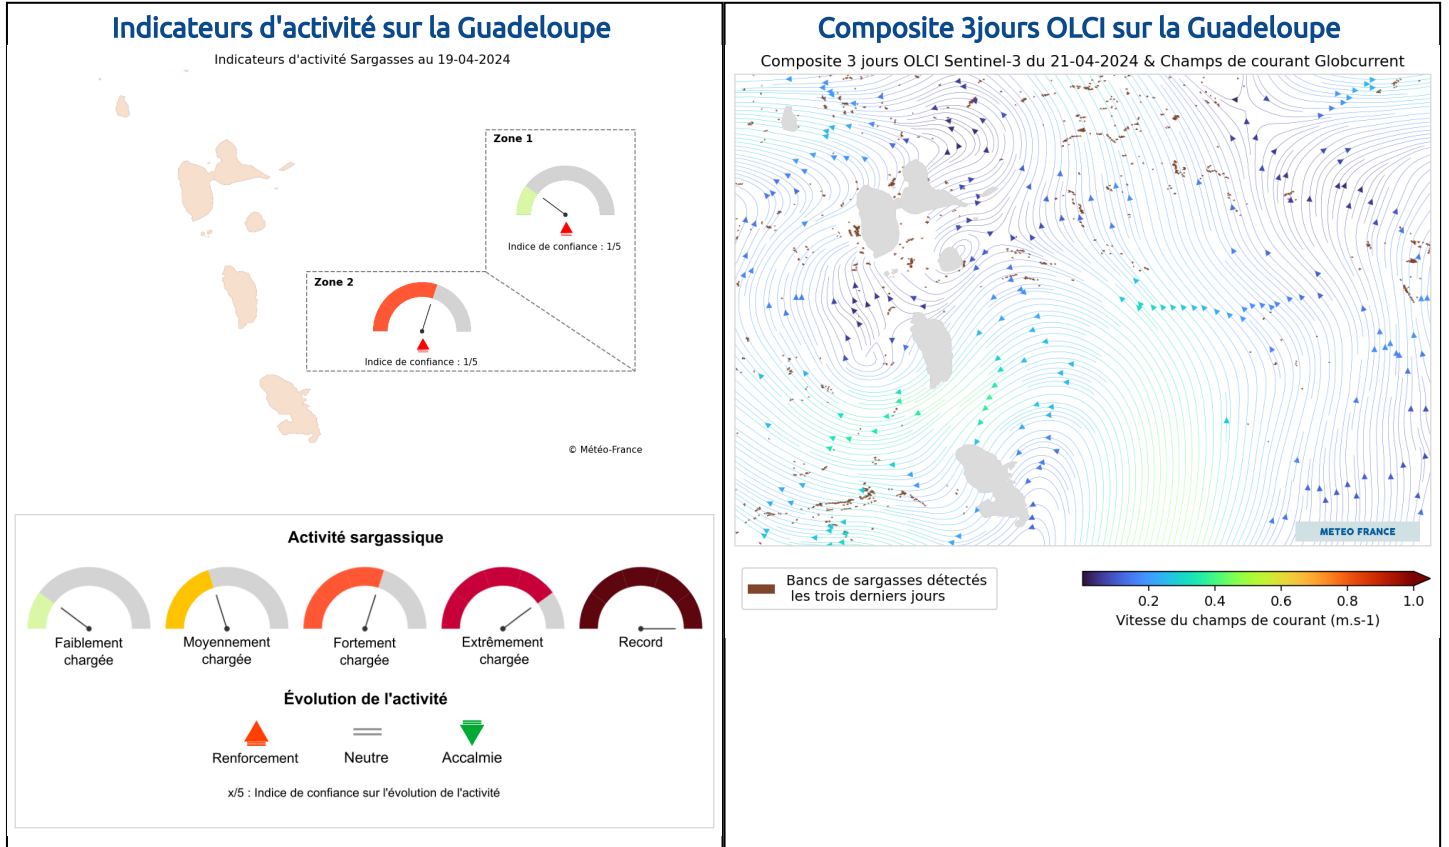 Indicateurs d'activité sur la Guadeloupe
Indicateurs d'activité Sargasses au 19-04-2024
Zone 1
Indice de confiance : 1/5
Zone 2
Indice de confiance : 1/5
© Météo-France
Activité sargassique
Faiblement
chargée
Moyennement
chargée
Fortement
chargée
Extrêmement
chargée
Record
Évolution de l'activité
Renforcement
Neutre
Accalmie
x/5 : Indice de confiance sur l'évolution de l'activité
Composite 3jours OLCI sur la Guadeloupe
Composite 3 jours OLCI Sentinel-3 du 21-04-2024 & Champs de courant Globcurrent
METEO FRANCE
Bancs de sargasses détectés
les trois derniers jours
0.2 0.4 0.6 0.8 1.0
Vitesse du champs de courant (m.s-1)